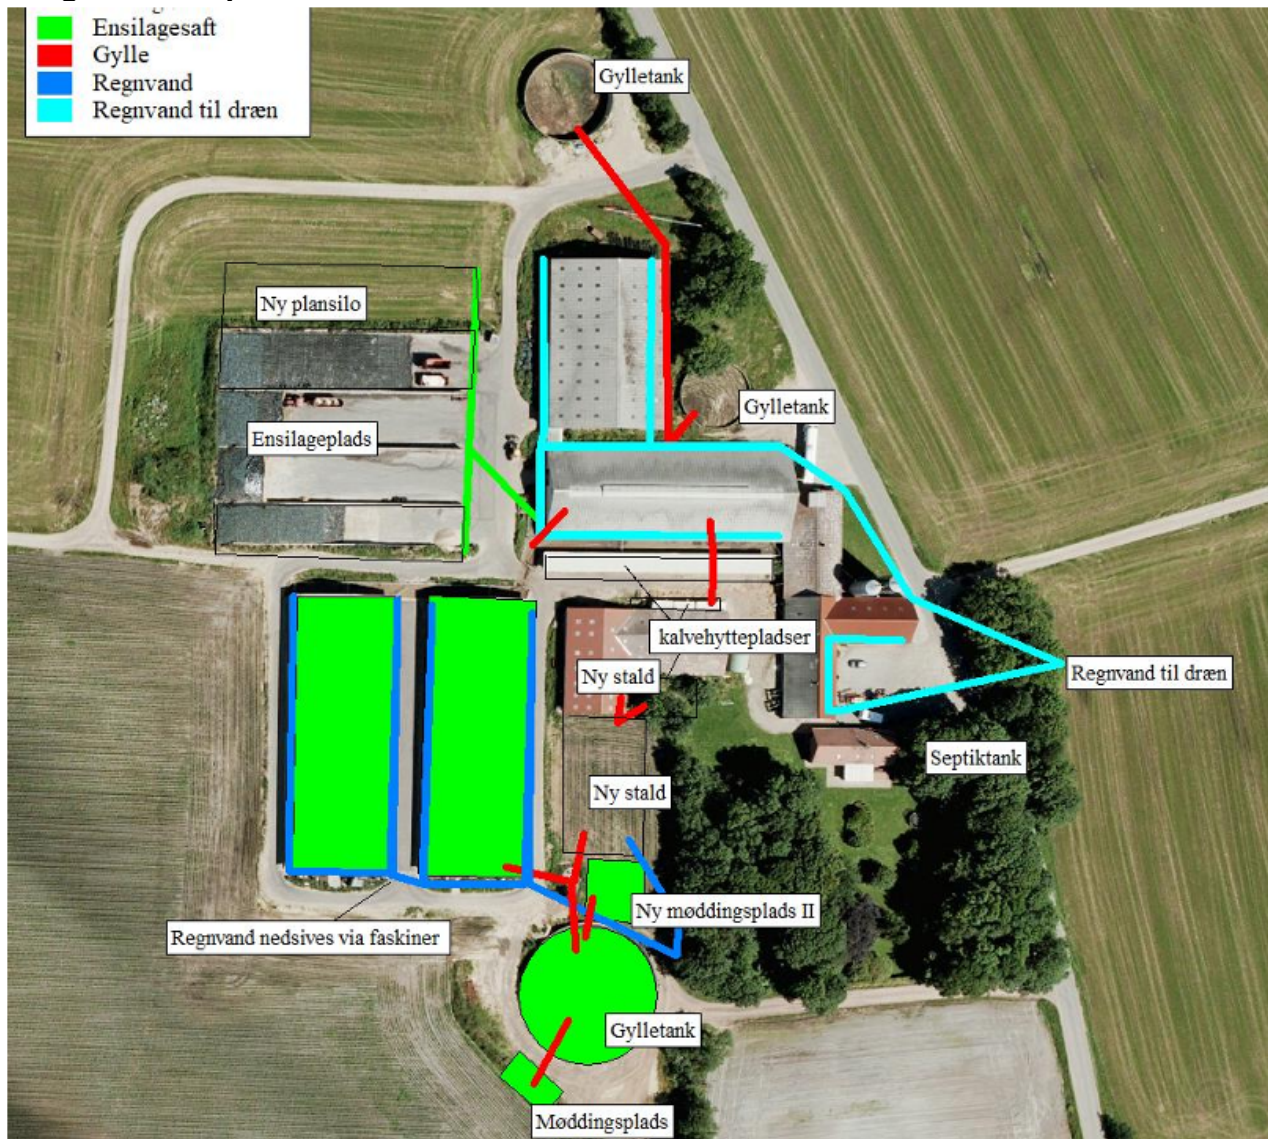 Ensilagesaft
Gylle
Regnvand
Regnvand til dræn
Gylletank
Ny plansilo
Gylletank
Ensilageplads
kalvehyttepladser
Ny stald
Regnvand til dræn
Septiktank
Ny stald
Ny møddingsplads II
Regnvand nedsives via faskiner
Gylletank
Møddingsplads